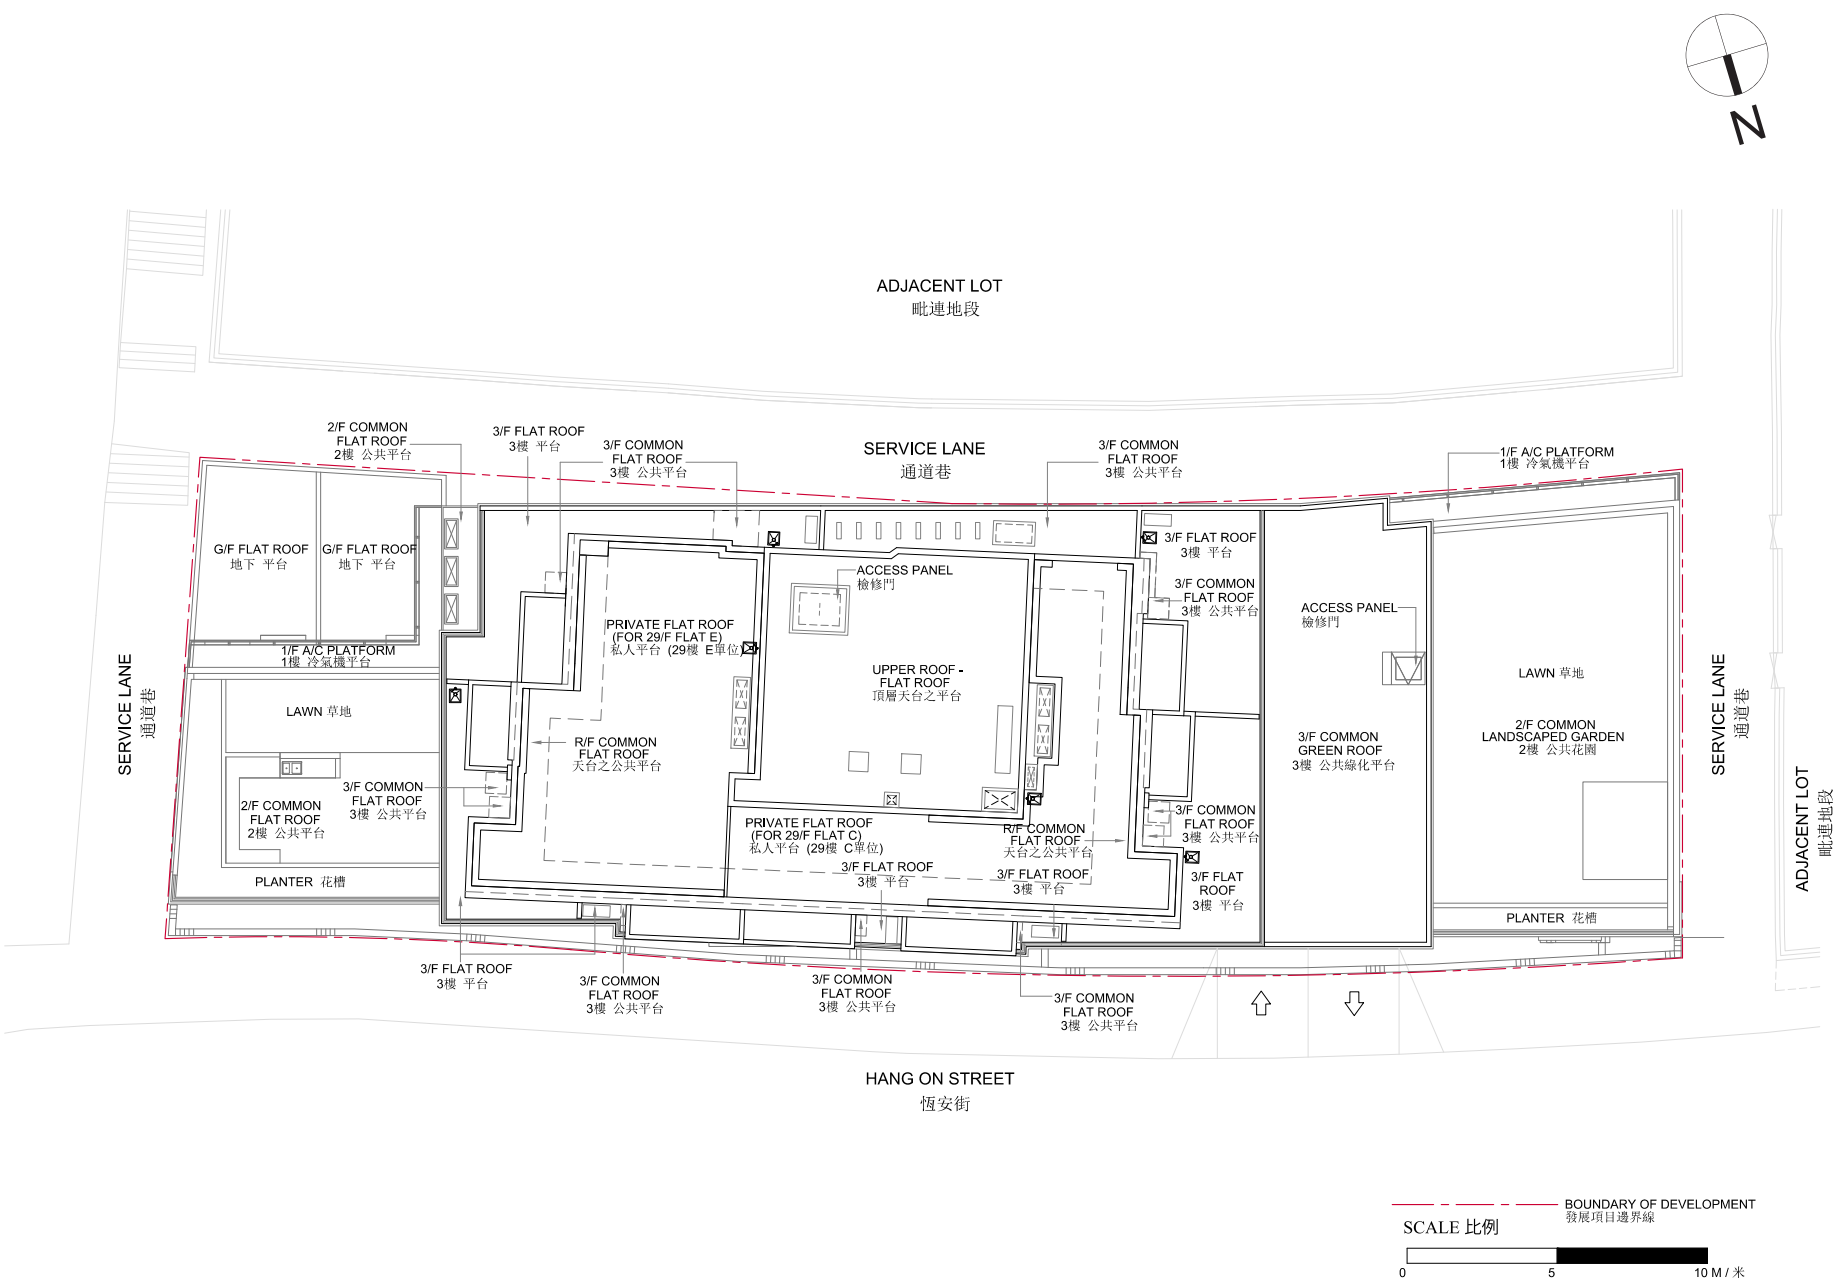 N
ADJACENT LOT
毗連地段
2/F COMMON
FLAT ROOF
2樓 公共平台
3/F FLAT ROOF
3樓 平台
3/F COMMON
FLAT ROOF
3樓 公共平台
SERVICE LANE
通道巷
3/F COMMON
FLAT ROOF
3樓 公共平台
1/F A/C PLATFORM
1樓 冷氣機平台
G/F FLAT ROOF
地下 平台
G/F FLAT ROOF
地下 平台
3/F FLAT ROOF
3樓 平台
ACCESS PANEL
檢修門
3/F COMMON
FLAT ROOF
3樓 公共平台
ACCESS PANEL
檢修門
PRIVATE FLAT ROOF
(FOR 29/F FLAT E)
私人平台 (29樓 E單位)
1/F A/C PLATFORM
1樓 冷氣機平台
UPPER ROOF -
FLAT ROOF
頂層天台之平台
LAWN 草地
SERVICE LANE
通道巷
LAWN 草地
SERVICE LANE
通道巷
2/F COMMON
LANDSCAPED GARDEN
2樓 公共花園
R/F COMMON
FLAT ROOF
天台之公共平台
3/F COMMON
GREEN ROOF
3樓 公共綠化平台
3/F COMMON
FLAT ROOF
3樓 公共平台
2/F COMMON
FLAT ROOF
2樓 公共平台
PRIVATE FLAT ROOF
(FOR 29/F FLAT C)
私人平台 (29樓 C單位)
R/F COMMON
FLAT ROOF
天台之公共平台
3/F COMMON
FLAT ROOF
3樓 公共平台
ADJACENT LOT
毗連地段
3/F FLAT ROOF
3樓 平台
3/F FLAT ROOF
3樓 平台
3/F FLAT
ROOF
3樓 平台
PLANTER 花槽
PLANTER 花槽
3/F FLAT ROOF
3樓 平台
3/F COMMON
FLAT ROOF
3樓 公共平台
3/F COMMON
FLAT ROOF
3樓 公共平台
3/F COMMON
FLAT ROOF
3樓 公共平台
HANG ON STREET
恆安街
BOUNDARY OF DEVELOPMENT
發展項目邊界線
SCALE 比例
0 5 10 M / 米